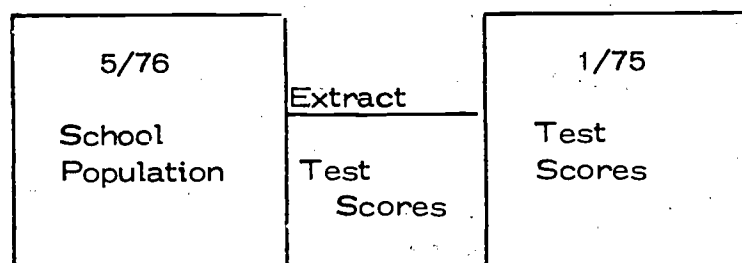 5/76
School
Population
Extract
Test
Scores
1/75
Test
Scores